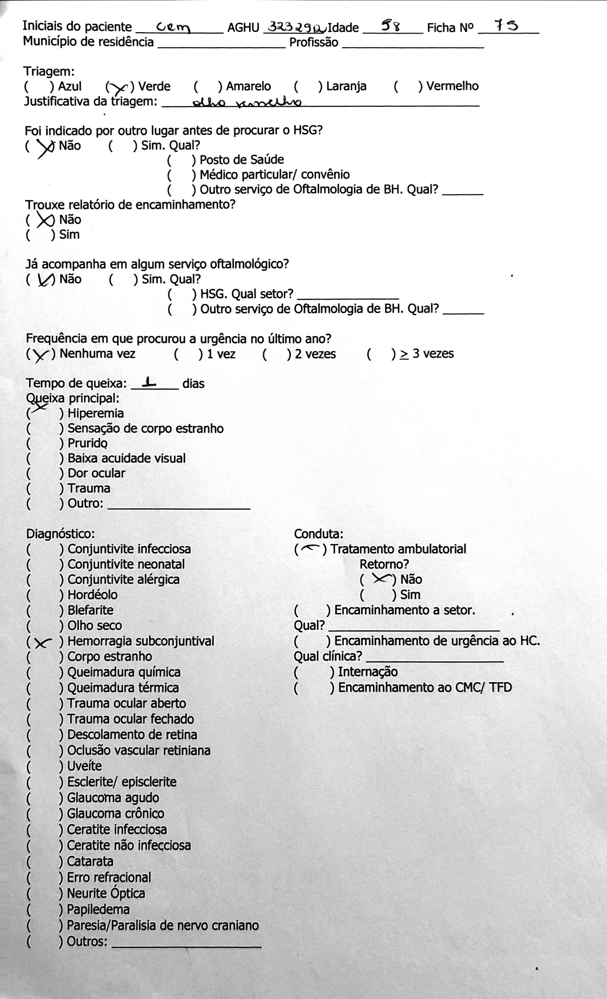 Iniciais do paciente cem AGHU 3232912 Idade 58 Ficha Nº 75
Município de residência ____ Profissão ____
Triagem:
( ) Azul (X) Verde ( ) Amarelo ( ) Laranja ( ) Vermelho
Justificativa da triagem: olho vermelho
Foi indicado por outro lugar antes de procurar o HSG?
(X) Não ( ) Sim. Qual?
( ) Posto de Saúde
( ) Médico particular/ convênio
( ) Outro serviço de Oftalmologia de BH. Qual? ____
Trouxe relatório de encaminhamento?
(X) Não
( ) Sim
Já acompanha em algum serviço oftalmológico?
(X) Não ( ) Sim. Qual?
( ) HSG. Qual setor? ____
( ) Outro serviço de Oftalmologia de BH. Qual? ____
Frequência em que procurou a urgência no último ano?
(X) Nenhuma vez ( ) 1 vez ( ) 2 vezes ( ) ≥ 3 vezes
Tempo de queixa: 1 dias
Queixa principal:
(X) Hiperemia
( ) Sensação de corpo estranho
( ) Prurido
( ) Baixa acuidade visual
( ) Dor ocular
( ) Trauma
( ) Outro: ____
Diagnóstico:
( ) Conjuntivite infecciosa
( ) Conjuntivite neonatal
( ) Conjuntivite alérgica
( ) Hordéolo
( ) Blefarite
( ) Olho seco
(X) Hemorragia subconjuntival
( ) Corpo estranho
( ) Queimadura química
( ) Queimadura térmica
( ) Trauma ocular aberto
( ) Trauma ocular fechado
( ) Descolamento de retina
( ) Oclusão vascular retiniana
( ) Uveíte
( ) Esclerite/ episclerite
( ) Glaucoma agudo
( ) Glaucoma crônico
( ) Ceratite infecciosa
( ) Ceratite não infecciosa
( ) Catarata
( ) Erro refracional
( ) Neurite Óptica
( ) Papiledema
( ) Paresia/Paralisia de nervo craniano
( ) Outros: ____
Conduta:
(X) Tratamento ambulatorial
Retorno?
(X) Não
( ) Sim
( ) Encaminhamento a setor.
Qual? ____
( ) Encaminhamento de urgência ao HC.
Qual clínica? ____
( ) Internação
( ) Encaminhamento ao CMC/ TFD